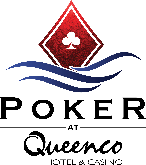 POKER
AT
Queenco
HOTEL & CASINO